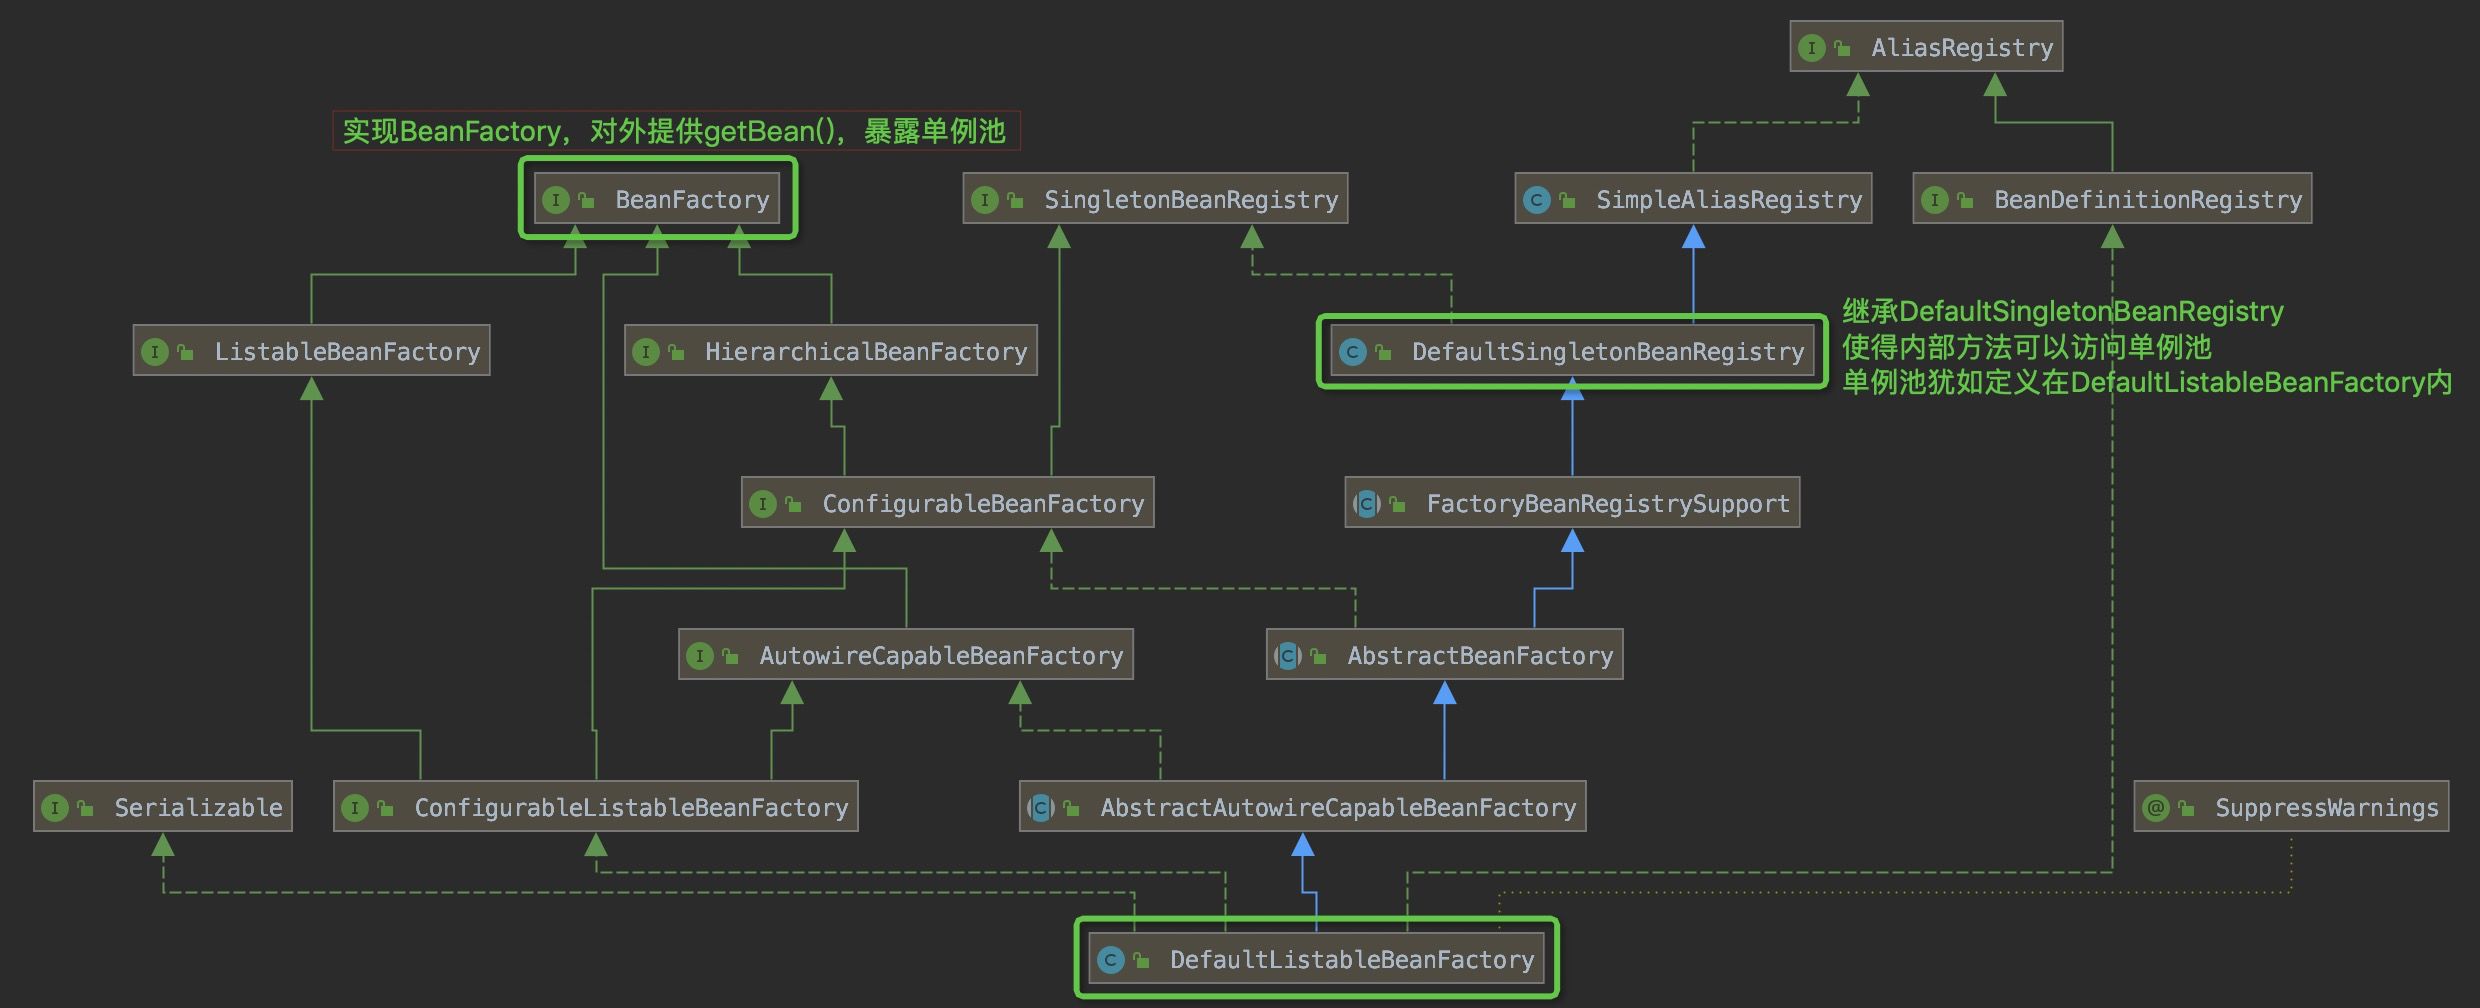 AliasRegistry
实现BeanFactory，对外提供getBean()，暴露单例池
BeanFactory
SingletonBeanRegistry
SimpleAliasRegistry
BeanDefinitionRegistry
ListableBeanFactory
HierarchicalBeanFactory
DefaultSingletonBeanRegistry
继承DefaultSingletonBeanRegistry
使得内部方法可以访问单例池
单例池犹如定义在DefaultListableBeanFactory内
ConfigurableBeanFactory
FactoryBeanRegistrySupport
AutowireCapableBeanFactory
AbstractBeanFactory
Serializable
ConfigurableListableBeanFactory
AbstractAutowireCapableBeanFactory
SuppressWarnings
DefaultListableBeanFactory